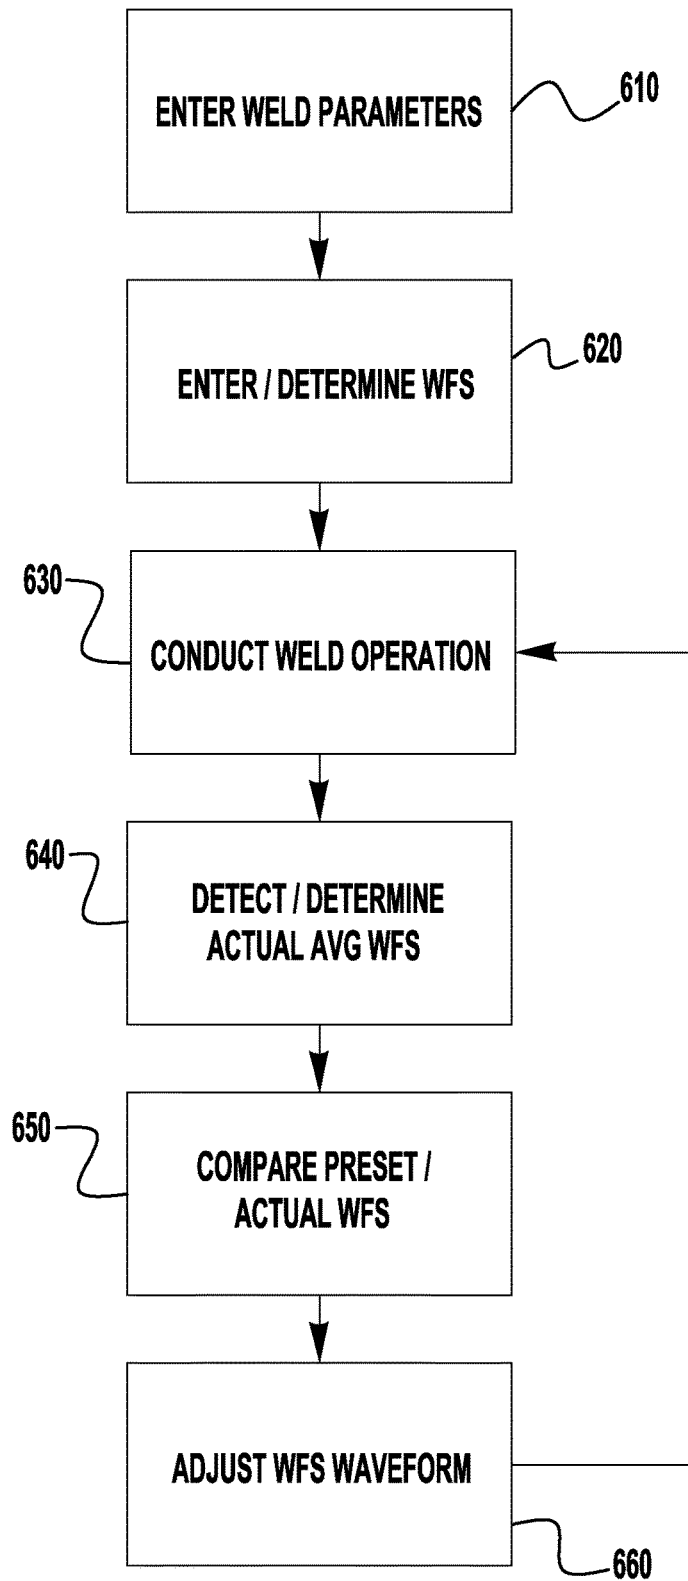 ENTER WELD PARAMETERS
610
ENTER / DETERMINE WFS
620
630
CONDUCT WELD OPERATION
640
DETECT / DETERMINE
ACTUAL AVG WFS
650
COMPARE PRESET /
ACTUAL WFS
ADJUST WFS WAVEFORM
660